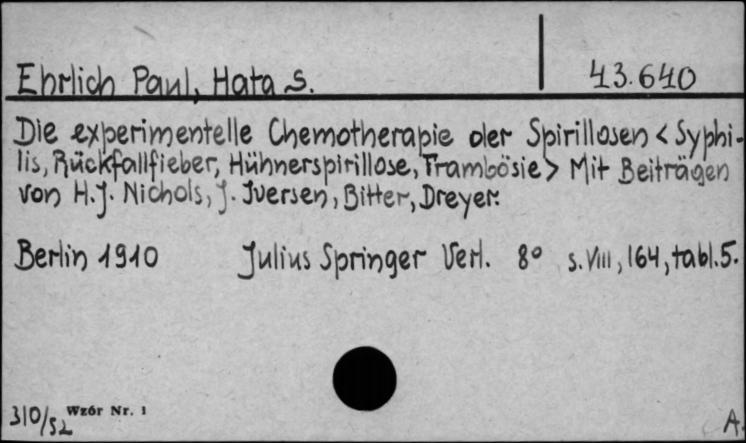 Ehrlich Paul, Hata S. 43.640
Die experimentelle Chemotherapie der Spirillosen < Syphi-
lis, Rückfallfieber, Hühnerspirillose, Frambösie > Mit Beiträgen
von H.J. Nichols, J. Iversen, Bitter, Dreyer.
Berlin 1910 Julius Springer Verl. 8° s. VIII, 164, tabl. 5.
310/52 Wzór Nr. 1
A.